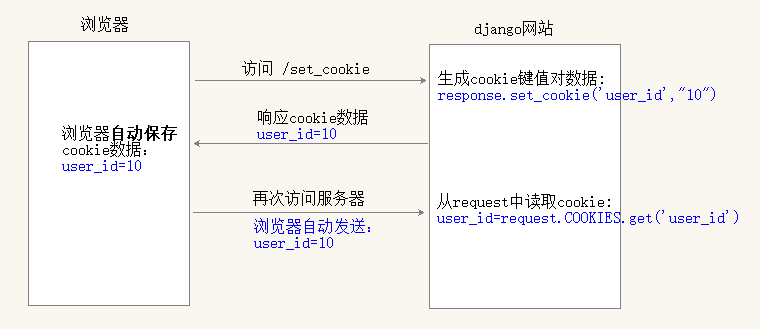 浏览器
django网站
访问 /set_cookie
生成cookie键值对数据:
response.set_cookie('user_id',"10")
响应cookie数据
user_id=10
浏览器自动保存
cookie数据:
user_id=10
再次访问服务器
浏览器自动发送:
user_id=10
从request中读取cookie:
user_id=request.COOKIES.get('user_id')